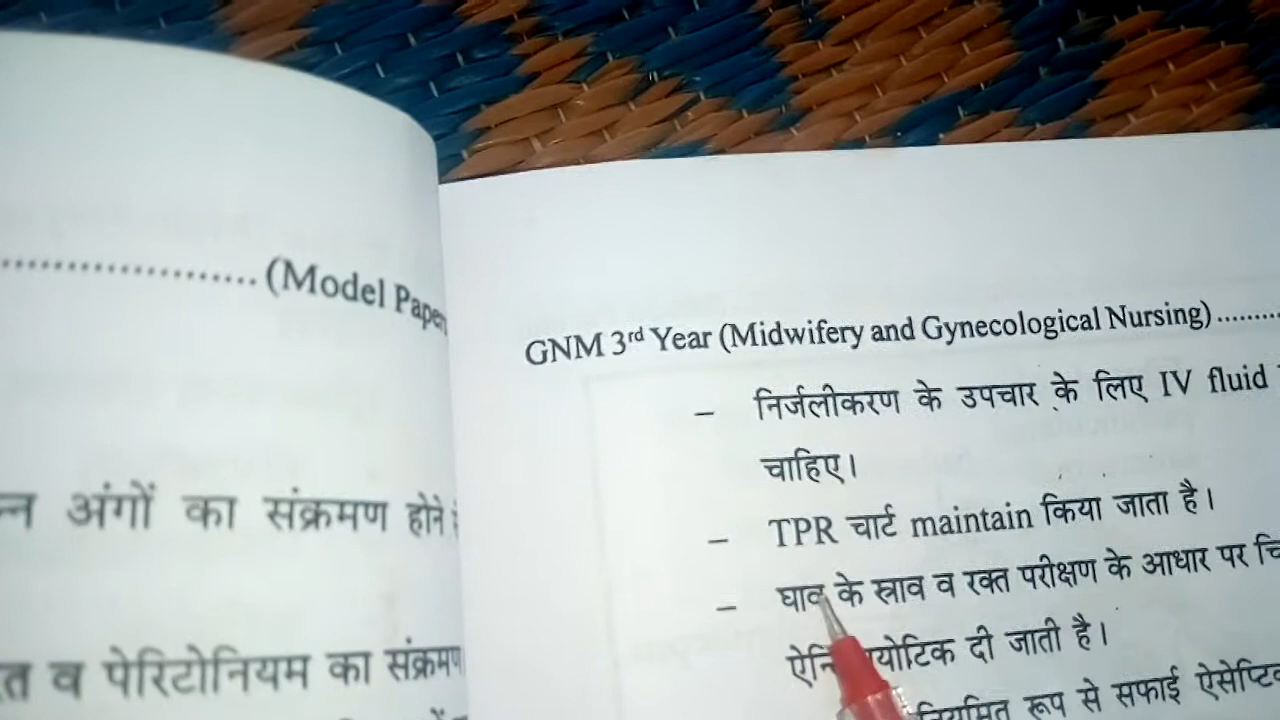 (Model Paper
अंगों का संक्रमण होने
व पेरिटोनियम का संक्रमण
GNM 3rd Year (Midwifery and Gynecological Nursing) .........
– निर्जलीकरण के उपचार के लिए IV fluid
चाहिए।
– TPR चार्ट maintain किया जाता है।
– घाव के स्राव व रक्त परीक्षण के आधार पर
दी जाती है।
नियमित रूप से सफाई